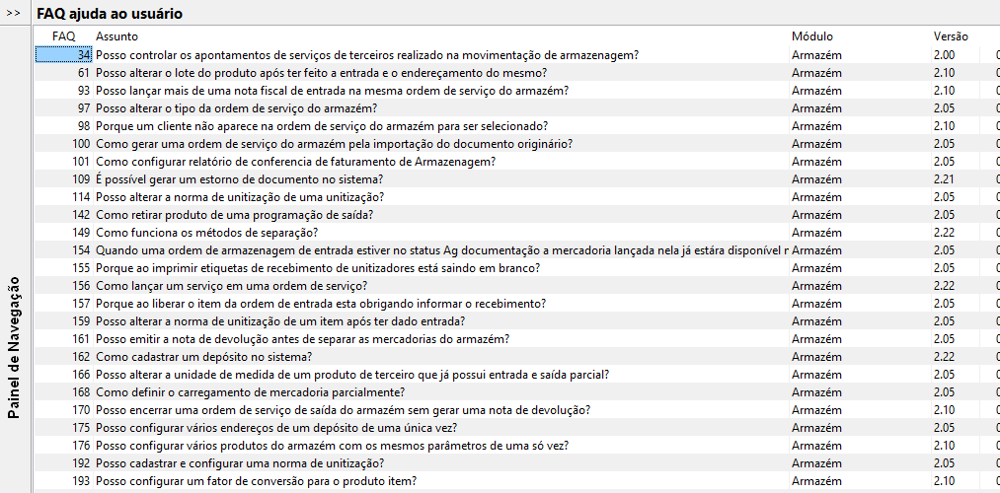 >> FAQ ajuda ao usuário
FAQ Assunto Módulo Versão
34 Posso controlar os apontamentos de serviços de terceiros realizado na movimentação de armazenagem? Armazém 2.00
61 Posso alterar o lote do produto após ter feito a entrada e o endereçamento do mesmo? Armazém 2.10
93 Posso lançar mais de uma nota fiscal de entrada na mesma ordem de serviço do armazém? Armazém 2.10
97 Posso alterar o tipo da ordem de serviço do armazém? Armazém 2.05
98 Porque um cliente não aparece na ordem de serviço do armazém para ser selecionado? Armazém 2.10
100 Como gerar uma ordem de serviço do armazém pela importação do documento originário? Armazém 2.05
101 Como configurar relatório de conferencia de faturamento de Armazenagem? Armazém 2.05
109 É possível gerar um estorno de documento no sistema? Armazém 2.21
114 Posso alterar a norma de unitização de uma unitização? Armazém 2.05
142 Como retirar produto de uma programação de saída? Armazém 2.05
149 Como funciona os métodos de separação? Armazém 2.22
154 Quando uma ordem de armazenagem de entrada estiver no status Ag documentação a mercadoria lançada nela já estára disponível n Armazém 2.05
155 Porque ao imprimir etiquetas de recebimento de unitizadores está saindo em branco? Armazém 2.05
156 Como lançar um serviço em uma ordem de serviço? Armazém 2.22
157 Porque ao liberar o item da ordem de entrada esta obrigando informar o recebimento? Armazém 2.05
159 Posso alterar a norma de unitização de um item após ter dado entrada? Armazém 2.05
161 Posso emitir a nota de devolução antes de separar as mercadorias do armazém? Armazém 2.05
162 Como cadastrar um depósito no sistema? Armazém 2.22
166 Posso alterar a unidade de medida de um produto de terceiro que já possui entrada e saída parcial? Armazém 2.05
168 Como definir o carregamento de mercadoria parcialmente? Armazém 2.05
170 Posso encerrar uma ordem de serviço de saída do armazém sem gerar uma nota de devolução? Armazém 2.10
175 Posso configurar vários endereços de um depósito de uma única vez? Armazém 2.05
176 Posso configurar vários produtos do armazém com os mesmos parâmetros de uma só vez? Armazém 2.10
192 Posso cadastrar e configurar uma norma de unitização? Armazém 2.05
193 Posso configurar um fator de conversão para o produto item? Armazém 2.10
Painel de Navegação